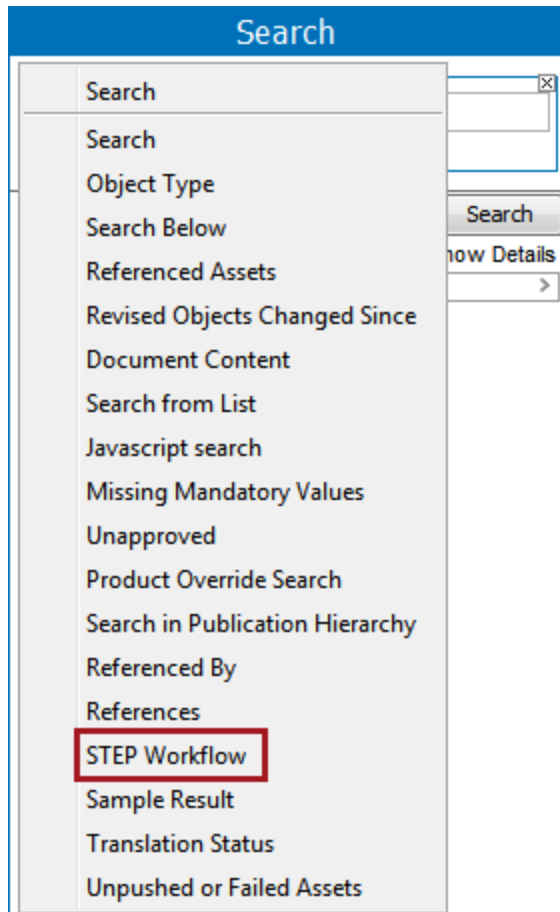 Search
Search
Search
Object Type
Search Below
Search
Referenced Assets
now Details
Revised Objects Changed Since
Document Content
Search from List
Javascript search
Missing Mandatory Values
Unapproved
Product Override Search
Search in Publication Hierarchy
Referenced By
References
STEP Workflow
Sample Result
Translation Status
Unpushed or Failed Assets